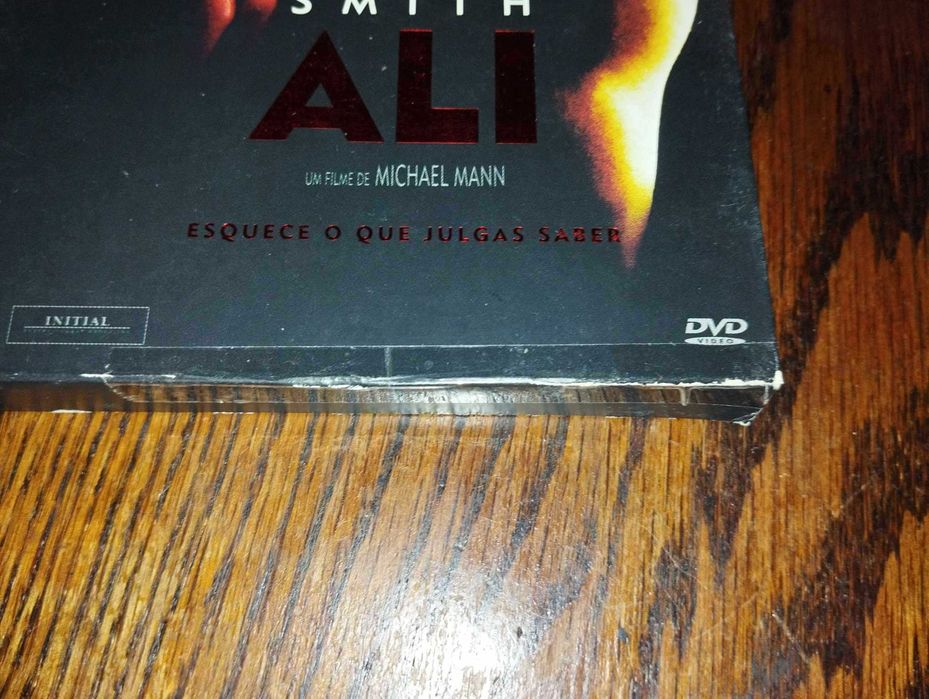 SMITH
ALI
UM FILME DE MICHAEL MANN
ESQUECE O QUE JULGAS SABER
INITIAL
DVD
VIDEO